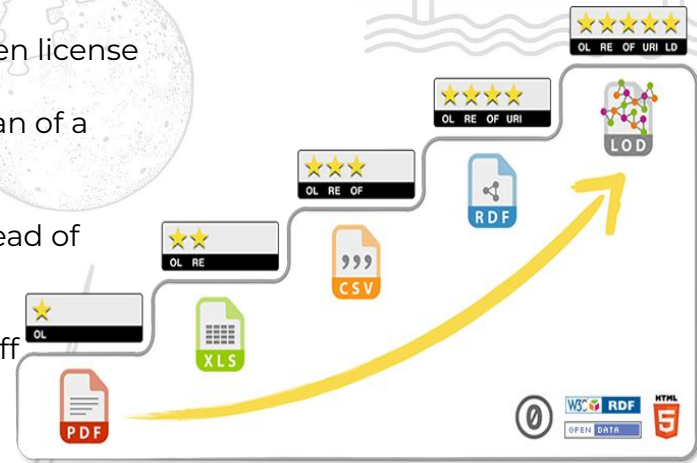 en license
an of a
ead of
ff
OL RE OF URI LD
LOD
OL RE OF URI
RDF
OL RE OF
CSV
OL RE
XLS
OL
PDF
0
W3C RDF
OPEN DATA
HTML
5